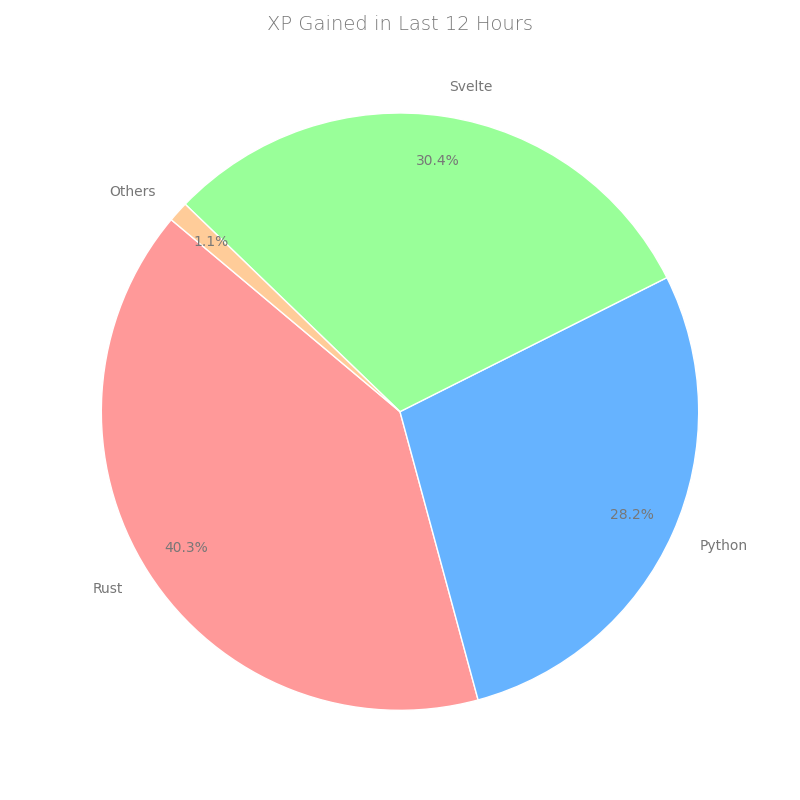 XP Gained in Last 12 Hours
Svelte
30.4%
Others
1.1%
28.2%
Python
40.3%
Rust